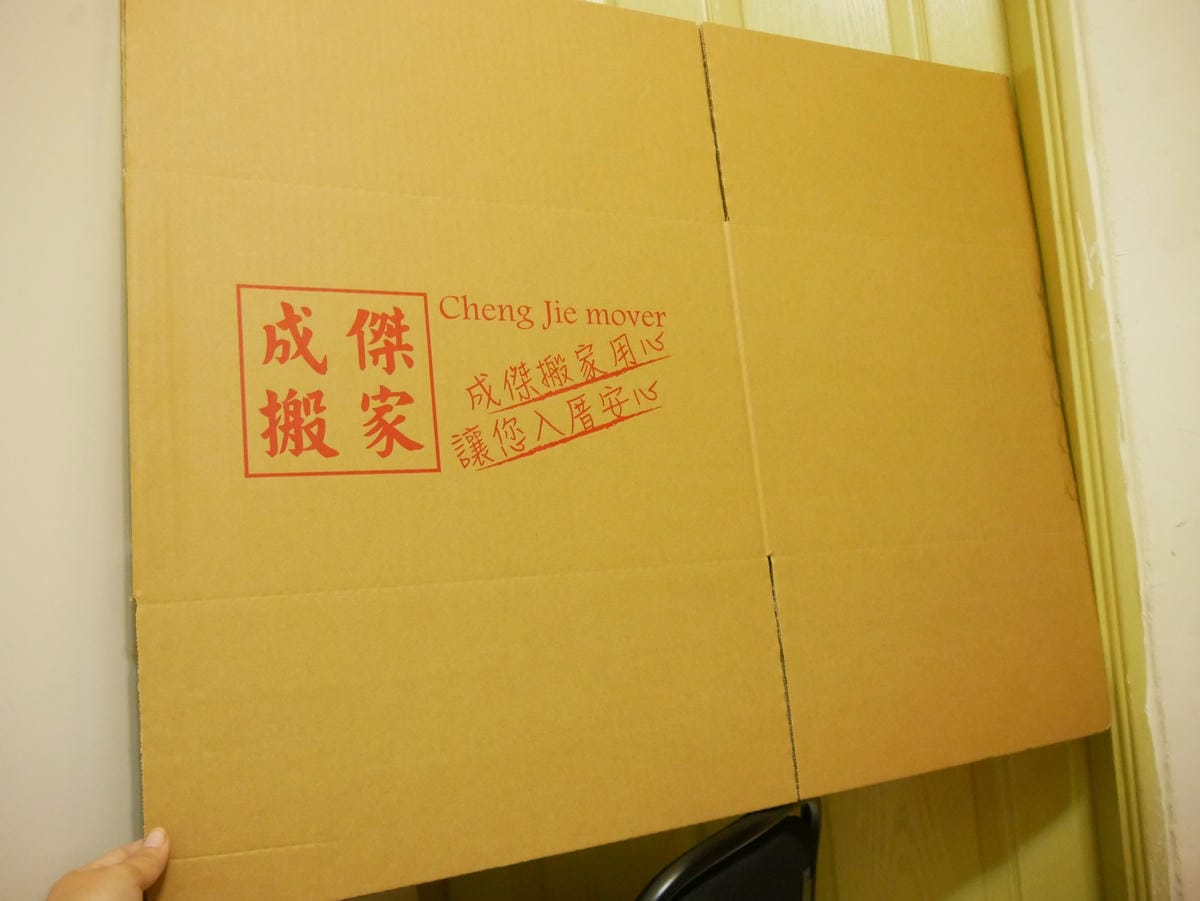 成傑
搬家
Cheng Jie mover
成傑搬家用心
讓您入厝安心